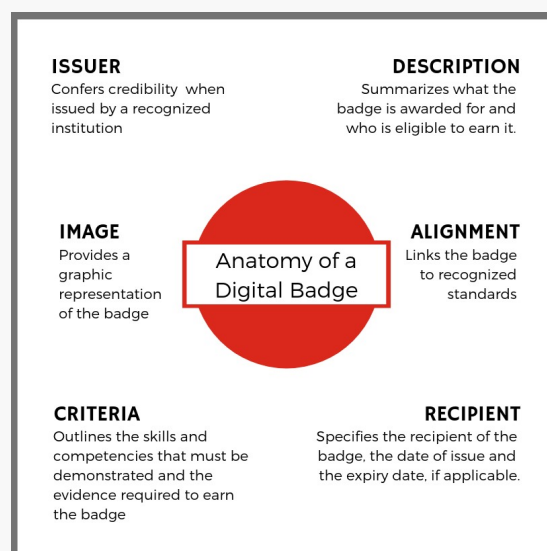 ISSUER
Confers credibility when
issued by a recognized
institution
DESCRIPTION
Summarizes what the
badge is awarded for and
who is eligible to earn it.
IMAGE
Provides a
graphic
representation
of the badge
Anatomy of a
Digital Badge
ALIGNMENT
Links the badge
to recognized
standards
CRITERIA
Outlines the skills and
competencies that must be
demonstrated and the
evidence required to earn
the badge
RECIPIENT
Specifies the recipient of the
badge, the date of issue and
the expiry date, if applicable.